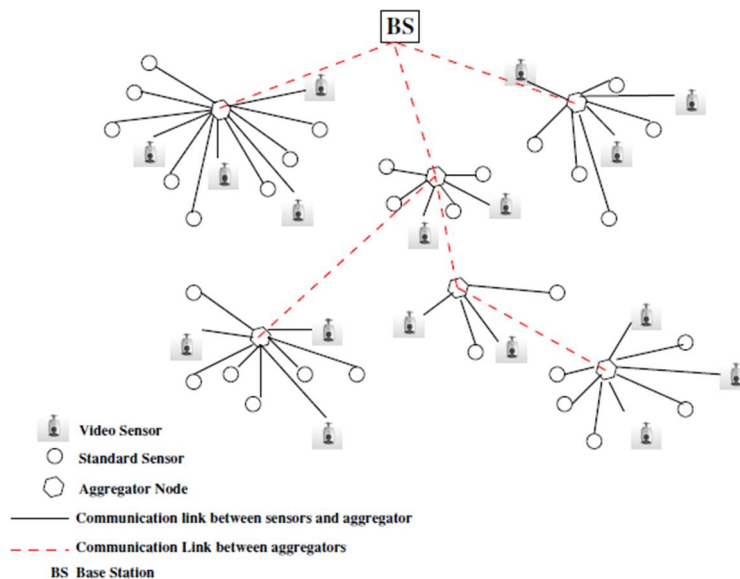 BS
Video Sensor
Standard Sensor
Aggregator Node
Communication link between sensors and aggregator
Communication Link between aggregators
BS Base Station